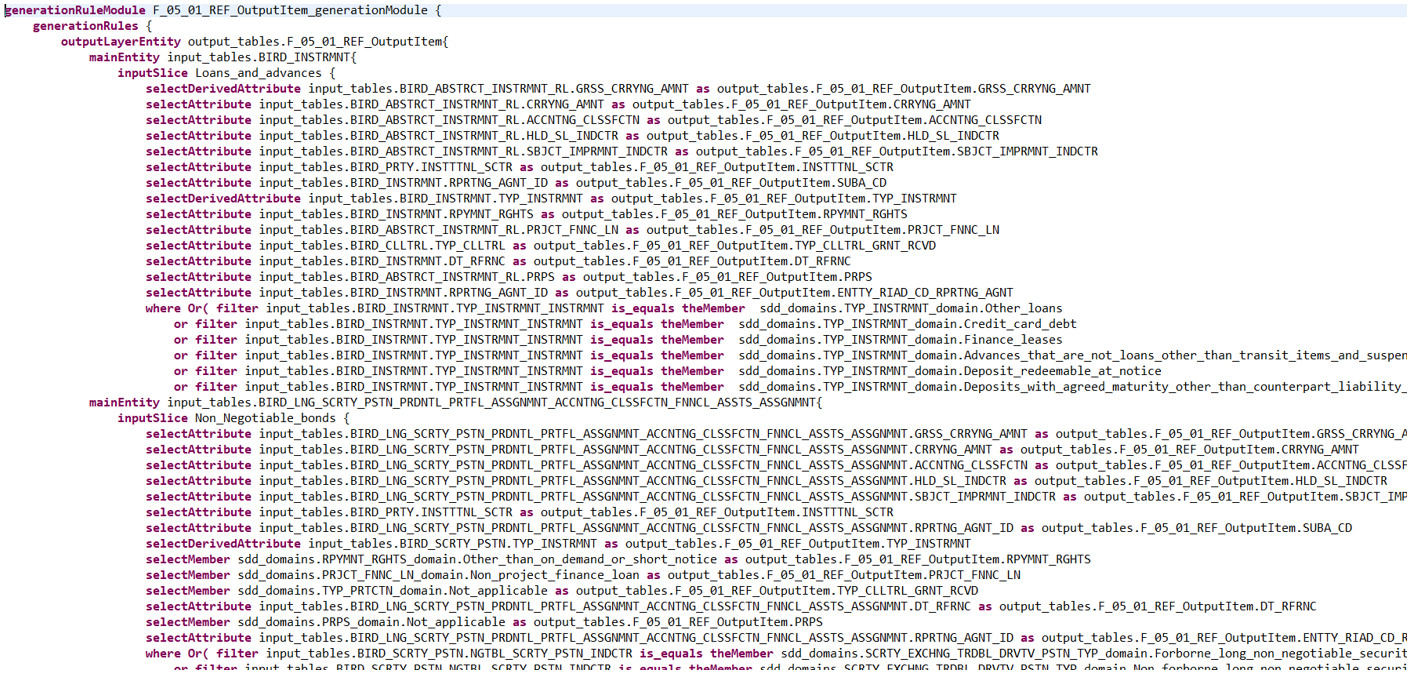 generationRuleModule F_05_01_REF_OutputItem_generationModule {
generationRules {
outputLayerEntity output_tables.F_05_01_REF_OutputItem{
mainEntity input_tables.BIRD_INSTRMNT{
inputSlice Loans_and_advances {
selectDerivedAttribute input_tables.BIRD_ABSTRCT_INSTRMNT_RL.GRSS_CRRYNG_AMNT as output_tables.F_05_01_REF_OutputItem.GRSS_CRRYNG_AMNT
selectAttribute input_tables.BIRD_ABSTRCT_INSTRMNT_RL.CRRYNG_AMNT as output_tables.F_05_01_REF_OutputItem.CRRYNG_AMNT
selectAttribute input_tables.BIRD_ABSTRCT_INSTRMNT_RL.ACCNTNG_CLSSFCTN as output_tables.F_05_01_REF_OutputItem.ACCNTNG_CLSSFCTN
selectAttribute input_tables.BIRD_ABSTRCT_INSTRMNT_RL.HLD_SL_INDCTR as output_tables.F_05_01_REF_OutputItem.HLD_SL_INDCTR
selectAttribute input_tables.BIRD_ABSTRCT_INSTRMNT_RL.SBJCT_IMPRMNT_INDCTR as output_tables.F_05_01_REF_OutputItem.SBJCT_IMPRMNT_INDCTR
selectAttribute input_tables.BIRD_PRTY.INSTTTNL_SCTR as output_tables.F_05_01_REF_OutputItem.INSTTTNL_SCTR
selectAttribute input_tables.BIRD_INSTRMNT.RPRTNG_AGNT_ID as output_tables.F_05_01_REF_OutputItem.SUBA_CD
selectDerivedAttribute input_tables.BIRD_INSTRMNT.TYP_INSTRMNT as output_tables.F_05_01_REF_OutputItem.TYP_INSTRMNT
selectAttribute input_tables.BIRD_INSTRMNT.RPYMNT_RGHTS as output_tables.F_05_01_REF_OutputItem.RPYMNT_RGHTS
selectAttribute input_tables.BIRD_ABSTRCT_INSTRMNT_RL.PRJCT_FNNC_LN as output_tables.F_05_01_REF_OutputItem.PRJCT_FNNC_LN
selectAttribute input_tables.BIRD_CLLTRL.TYP_CLLTRL as output_tables.F_05_01_REF_OutputItem.TYP_CLLTRL_GRNT_RCVD
selectAttribute input_tables.BIRD_INSTRMNT.DT_RFRNC as output_tables.F_05_01_REF_OutputItem.DT_RFRNC
selectAttribute input_tables.BIRD_ABSTRCT_INSTRMNT_RL.PRPS as output_tables.F_05_01_REF_OutputItem.PRPS
selectAttribute input_tables.BIRD_INSTRMNT.RPRTNG_AGNT_ID as output_tables.F_05_01_REF_OutputItem.ENTTY_RIAD_CD_RPRTNG_AGNT
where Or( filter input_tables.BIRD_INSTRMNT.TYP_INSTRMNT_INSTRMNT is_equals theMember sdd_domains.TYP_INSTRMNT_domain.Other_loans
or filter input_tables.BIRD_INSTRMNT.TYP_INSTRMNT_INSTRMNT is_equals theMember sdd_domains.TYP_INSTRMNT_domain.Credit_card_debt
or filter input_tables.BIRD_INSTRMNT.TYP_INSTRMNT_INSTRMNT is_equals theMember sdd_domains.TYP_INSTRMNT_domain.Finance_leases
or filter input_tables.BIRD_INSTRMNT.TYP_INSTRMNT_INSTRMNT is_equals theMember sdd_domains.TYP_INSTRMNT_domain.Advances_that_are_not_loans_other_than_transit_items_and_suspen
or filter input_tables.BIRD_INSTRMNT.TYP_INSTRMNT_INSTRMNT is_equals theMember sdd_domains.TYP_INSTRMNT_domain.Deposit_redeemable_at_notice
or filter input_tables.BIRD_INSTRMNT.TYP_INSTRMNT_INSTRMNT is_equals theMember sdd_domains.TYP_INSTRMNT_domain.Deposits_with_agreed_maturity_other_than_counterpart_liability_
mainEntity input_tables.BIRD_LNG_SCRTY_PSTN_PRDNTL_PRTFL_ASSGNMNT_ACCNTNG_CLSSFCTN_FNNCL_ASSTS_ASSGNMNT{
inputSlice Non_Negotiable_bonds {
selectAttribute input_tables.BIRD_LNG_SCRTY_PSTN_PRDNTL_PRTFL_ASSGNMNT_ACCNTNG_CLSSFCTN_FNNCL_ASSTS_ASSGNMNT.GRSS_CRRYNG_AMNT as output_tables.F_05_01_REF_OutputItem.GRSS_CRRYNG_A
selectAttribute input_tables.BIRD_LNG_SCRTY_PSTN_PRDNTL_PRTFL_ASSGNMNT_ACCNTNG_CLSSFCTN_FNNCL_ASSTS_ASSGNMNT.CRRYNG_AMNT as output_tables.F_05_01_REF_OutputItem.CRRYNG_AMNT
selectAttribute input_tables.BIRD_LNG_SCRTY_PSTN_PRDNTL_PRTFL_ASSGNMNT_ACCNTNG_CLSSFCTN_FNNCL_ASSTS_ASSGNMNT.ACCNTNG_CLSSFCTN as output_tables.F_05_01_REF_OutputItem.ACCNTNG_CLSSF
selectAttribute input_tables.BIRD_LNG_SCRTY_PSTN_PRDNTL_PRTFL_ASSGNMNT_ACCNTNG_CLSSFCTN_FNNCL_ASSTS_ASSGNMNT.HLD_SL_INDCTR as output_tables.F_05_01_REF_OutputItem.HLD_SL_INDCTR
selectAttribute input_tables.BIRD_LNG_SCRTY_PSTN_PRDNTL_PRTFL_ASSGNMNT_ACCNTNG_CLSSFCTN_FNNCL_ASSTS_ASSGNMNT.SBJCT_IMPRMNT_INDCTR as output_tables.F_05_01_REF_OutputItem.SBJCT_IMP
selectAttribute input_tables.BIRD_PRTY.INSTTTNL_SCTR as output_tables.F_05_01_REF_OutputItem.INSTTTNL_SCTR
selectAttribute input_tables.BIRD_LNG_SCRTY_PSTN_PRDNTL_PRTFL_ASSGNMNT_ACCNTNG_CLSSFCTN_FNNCL_ASSTS_ASSGNMNT.RPRTNG_AGNT_ID as output_tables.F_05_01_REF_OutputItem.SUBA_CD
selectDerivedAttribute input_tables.BIRD_SCRTY_PSTN.TYP_INSTRMNT as output_tables.F_05_01_REF_OutputItem.TYP_INSTRMNT
selectMember sdd_domains.RPYMNT_RGHTS_domain.Other_than_on_demand_or_short_notice as output_tables.F_05_01_REF_OutputItem.RPYMNT_RGHTS
selectMember sdd_domains.PRJCT_FNNC_LN_domain.Non_project_finance_loan as output_tables.F_05_01_REF_OutputItem.PRJCT_FNNC_LN
selectMember sdd_domains.TYP_PRTCTN_domain.Not_applicable as output_tables.F_05_01_REF_OutputItem.TYP_CLLTRL_GRNT_RCVD
selectAttribute input_tables.BIRD_LNG_SCRTY_PSTN_PRDNTL_PRTFL_ASSGNMNT_ACCNTNG_CLSSFCTN_FNNCL_ASSTS_ASSGNMNT.DT_RFRNC as output_tables.F_05_01_REF_OutputItem.DT_RFRNC
selectMember sdd_domains.PRPS_domain.Not_applicable as output_tables.F_05_01_REF_OutputItem.PRPS
selectAttribute input_tables.BIRD_LNG_SCRTY_PSTN_PRDNTL_PRTFL_ASSGNMNT_ACCNTNG_CLSSFCTN_FNNCL_ASSTS_ASSGNMNT.RPRTNG_AGNT_ID as output_tables.F_05_01_REF_OutputItem.ENTTY_RIAD_CD_R
where Or( filter input_tables.BIRD_SCRTY_PSTN.NGTBL_SCRTY_PSTN_INDCTR is_equals theMember sdd_domains.SCRTY_EXCHNG_TRDBL_DRVTV_PSTN_TYP_domain.Forborne_long_non_negotiable_securit
or filter input_tables.BIRD_SCRTY_PSTN.NGTBL_SCRTY_PSTN_INDCTR is_equals theMember sdd_domains.SCRTY_EXCHNG_TRDBL_DRVTV_PSTN_TYP_domain.Non_forborne_long_non_negotiable_securi